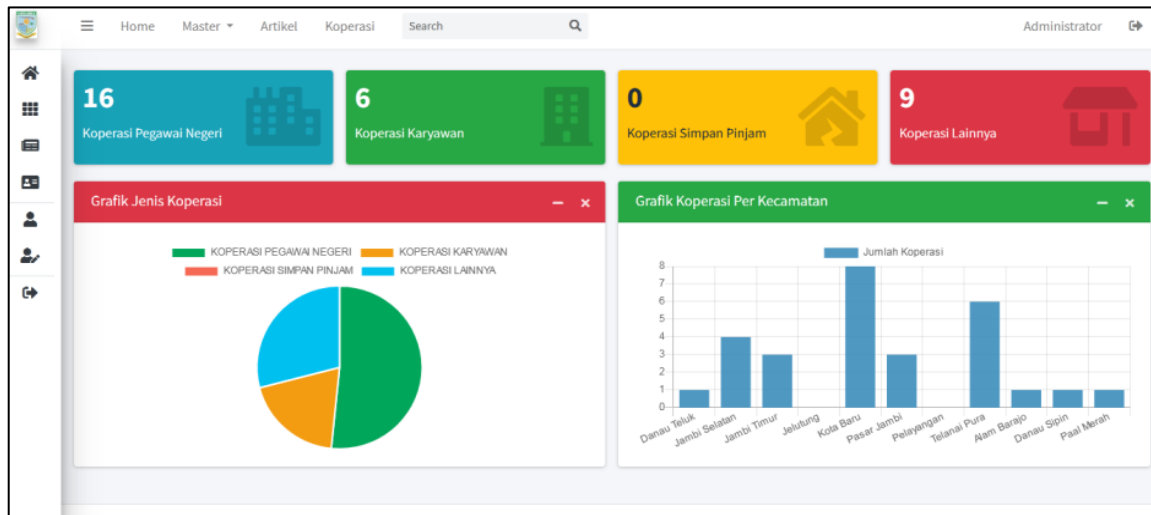 Home Master Artikel Koperasi Search Administrator
16
Koperasi Pegawai Negeri
6
Koperasi Karyawan
0
Koperasi Simpan Pinjam
9
Koperasi Lainnya
Grafik Jenis Koperasi
KOPERASI PEGAWAI NEGERI KOPERASI KARYAWAN
KOPERASI SIMPAN PINJAM KOPERASI LAINNYA
Grafik Koperasi Per Kecamatan
Jumlah Koperasi
8
7
6
5
4
3
2
1
0
Danau Teluk
Jambi Selatan
Jambi Timur
Jelutung
Kota Baru
Pasar Jambi
Pelayangan
Telanai Pura
Alam Barajo
Danau Sipin
Paal Merah